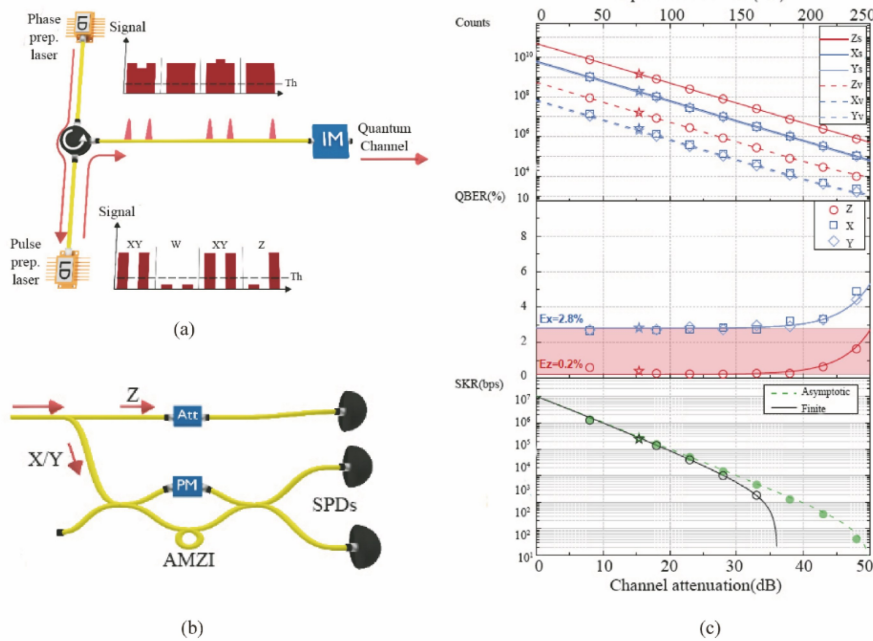 Phase
prep.
laser
LD
Signal
Th
IM
Quantum
Channel
Signal
XY W XY Z
Th
Pulse
prep.
laser
LD
(a)
Z
Att
X/Y
PM
SPDs
AMZI
(b)
0 50 100 150 200 250
Counts
10¹⁰
10⁸
10⁶
10⁴
10
Zs
Xs
Ys
Zv
Xv
Yv
QBER(%)
8
6
4
2
0
Z
X
Y
Ex=2.8%
Ez=0.2%
SKR(bps)
10⁷
10⁶
10⁵
10⁴
10³
10²
10¹
Asymptotic
Finite
0 10 20 30 40 50
Channel attenuation(dB)
(c)